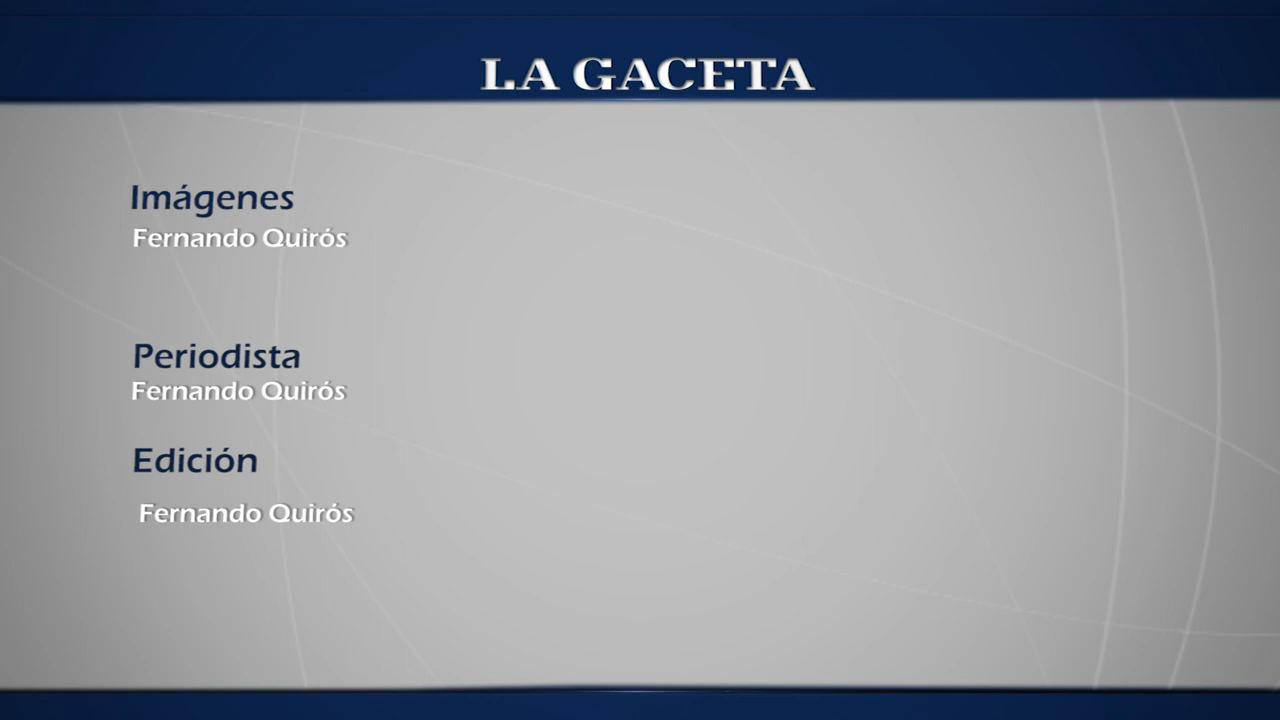 LA GACETA
Imágenes
Fernando Quirós
Periodista
Fernando Quirós
Edición
Fernando Quirós